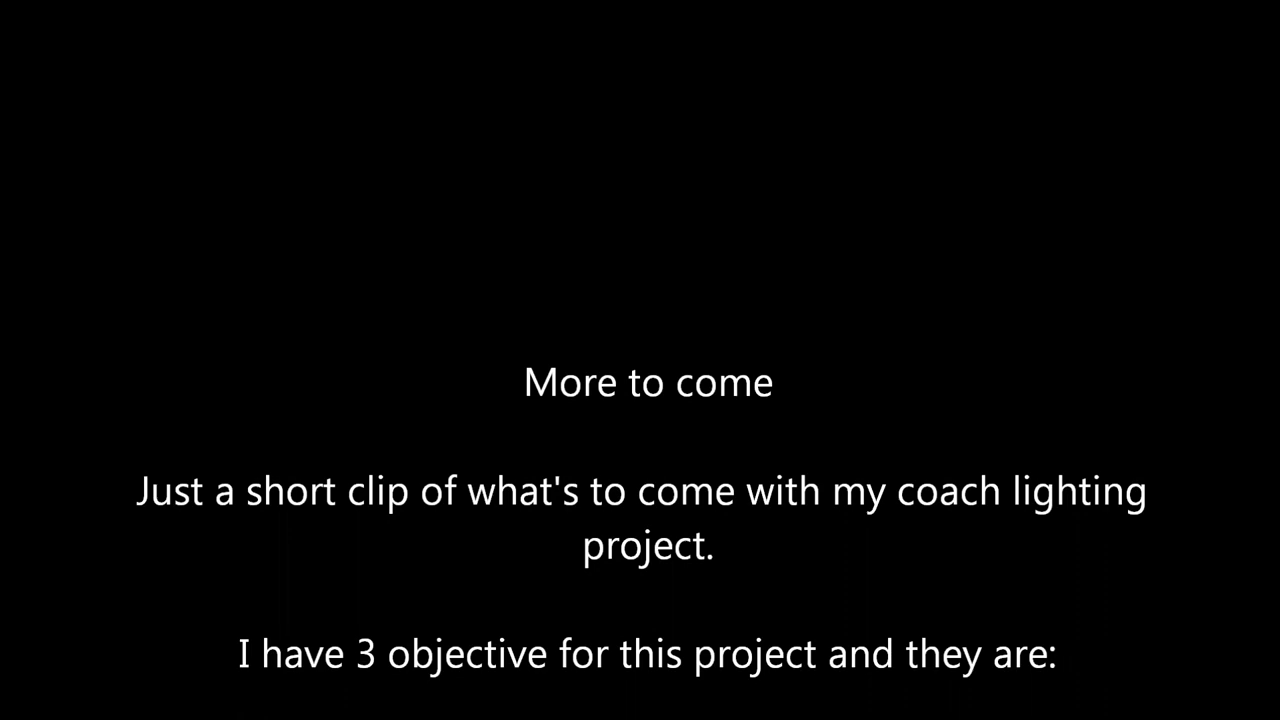 More to come
Just a short clip of what's to come with my coach lighting
project.
I have 3 objective for this project and they are: